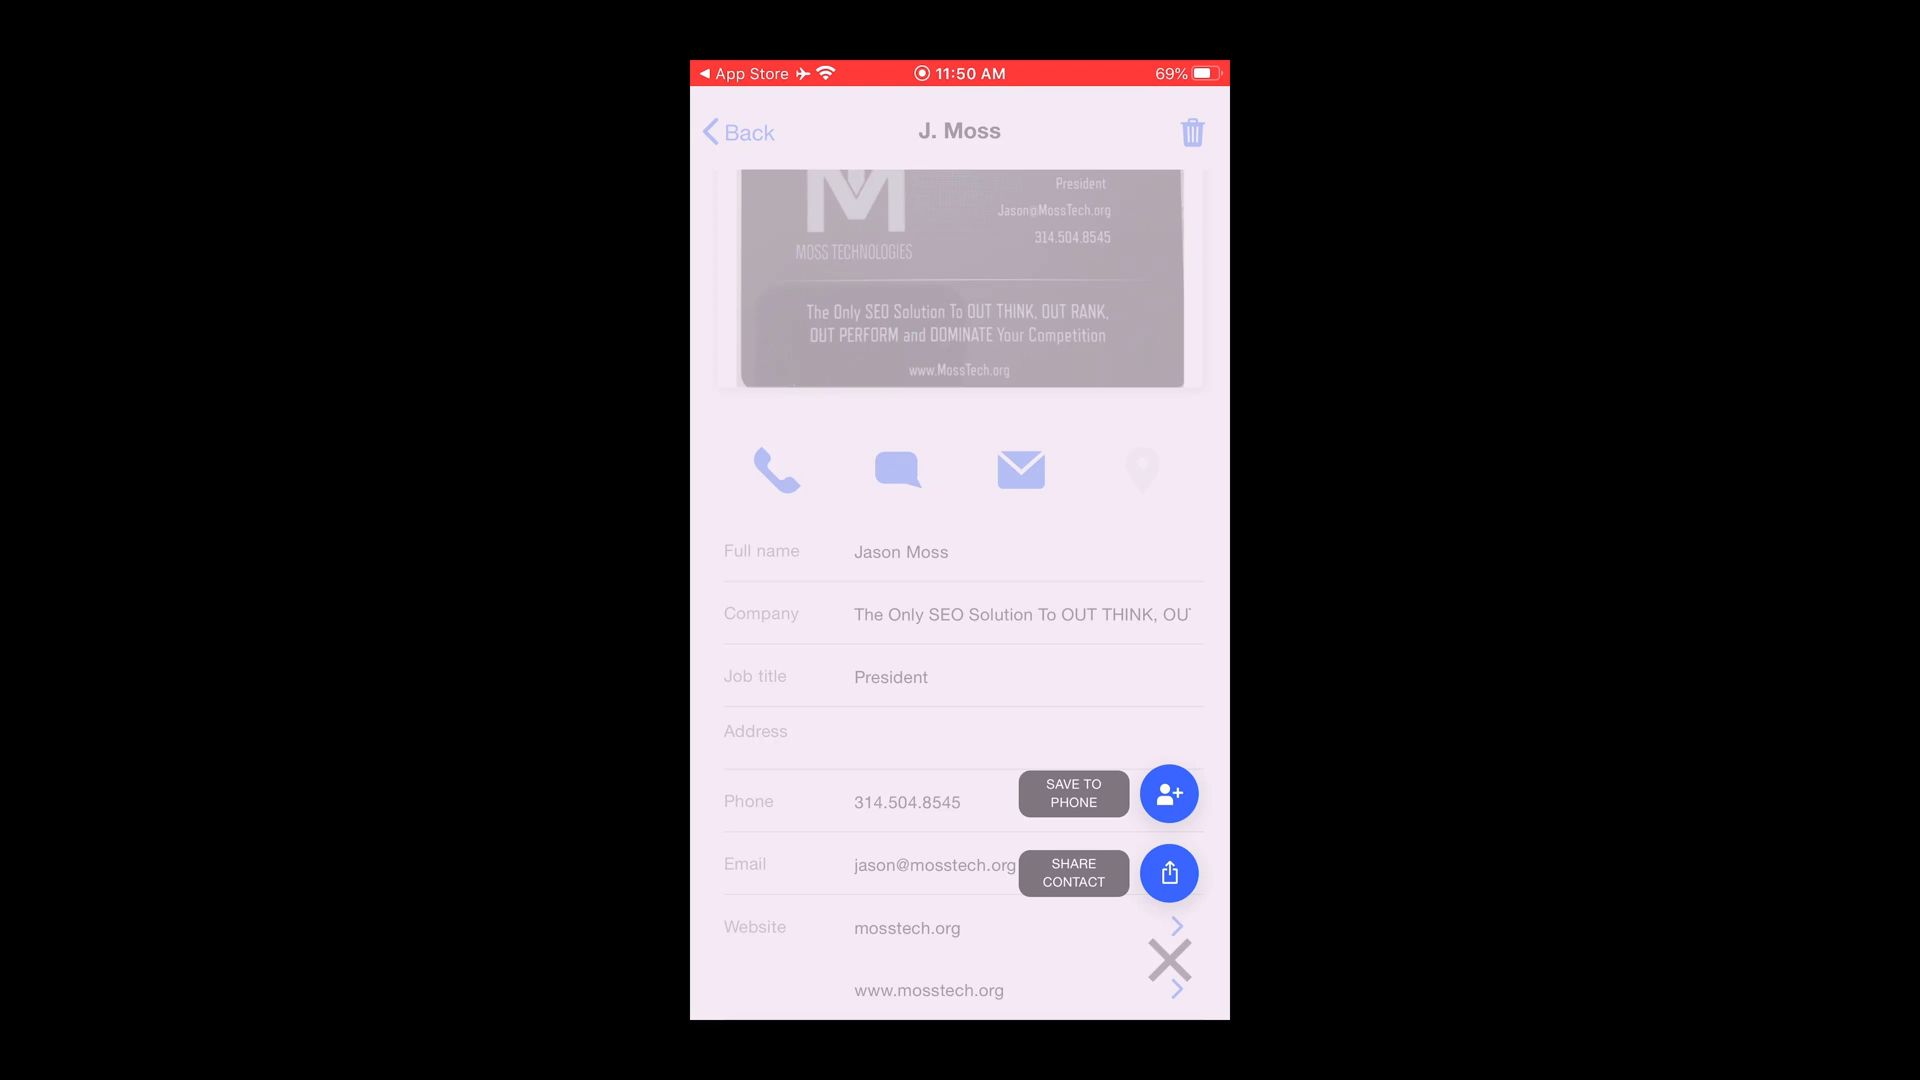 App Store
11:50 AM
69%
Back
J. Moss
M
President
Jason@MossTech.org
314.504.8545
MOSS TECHNOLOGIES
The Only SEO Solution To OUT THINK, OUT RANK,
OUT PERFORM and DOMINATE Your Competition
www.MossTech.org
Full name Jason Moss
Company The Only SEO Solution To OUT THINK, OU
Job title President
Address
Phone 314.504.8545
SAVE TO
PHONE
Email jason@mosstech.org
SHARE
CONTACT
Website mosstech.org
www.mosstech.org